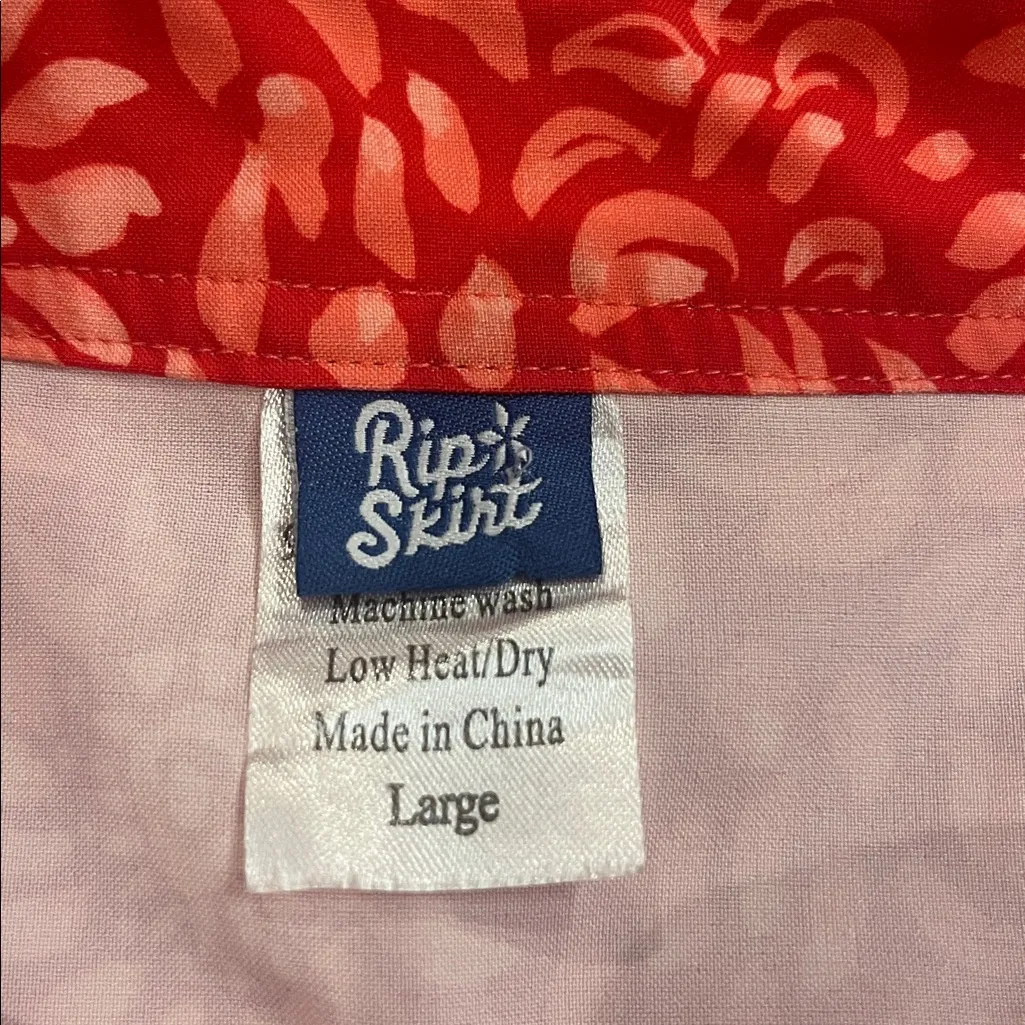 Rip
Skirt
Machine wash
Low Heat/Dry
Made in China
Large